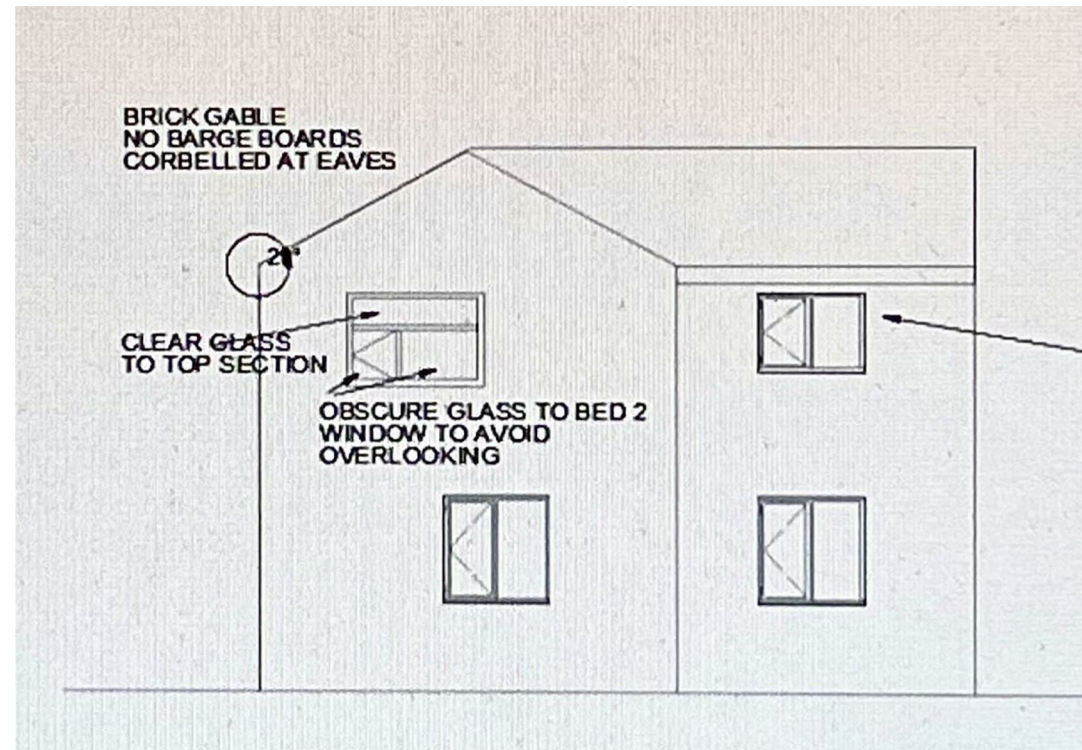 BRICK GABLE
NO BARGE BOARDS
CORBELLED AT EAVES
CLEAR GLASS
TO TOP SECTION
OBSCURE GLASS TO BED 2
WINDOW TO AVOID
OVERLOOKING